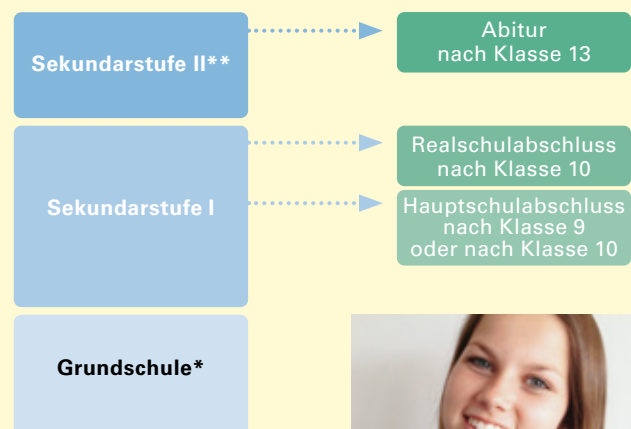 Sekundarstufe II**
Abitur
nach Klasse 13
Sekundarstufe I
Realschulabschluss
nach Klasse 10
Hauptschulabschluss
nach Klasse 9
oder nach Klasse 10
Grundschule*